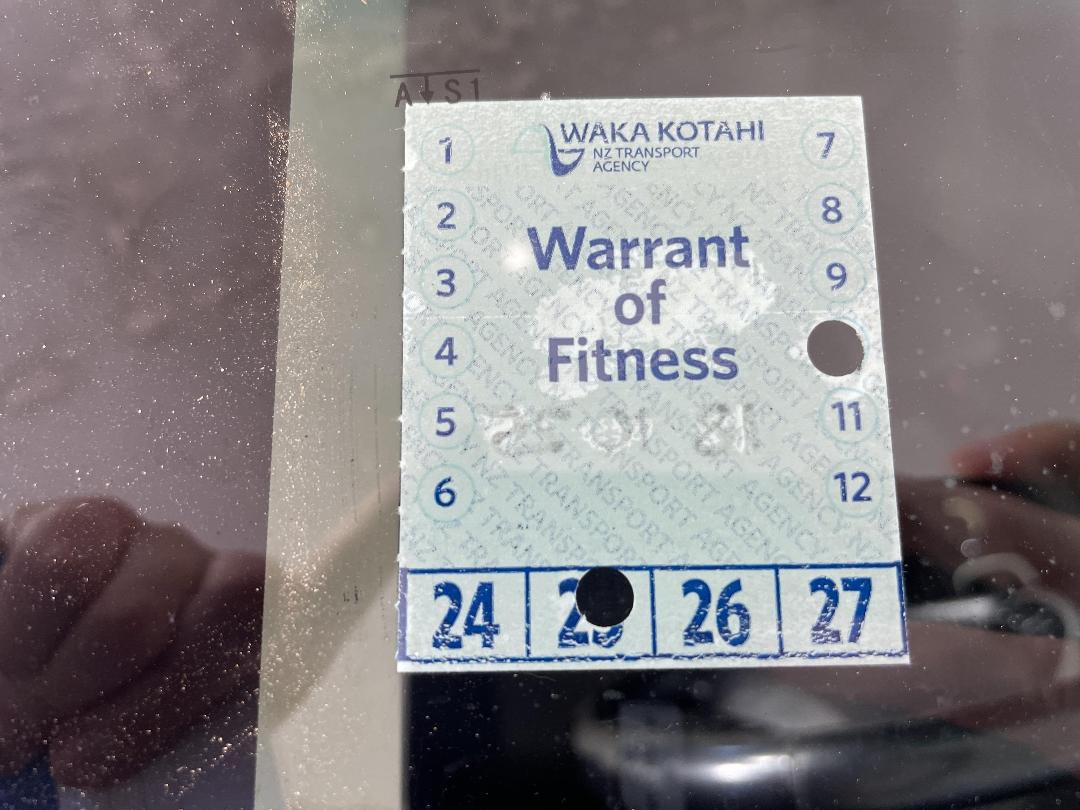 A↓S1
WAKA KOTAHI
NZ TRANSPORT
AGENCY
1
7
2
8
Warrant
3
9
of
4
Fitness
5
11
6
12
24
26
27